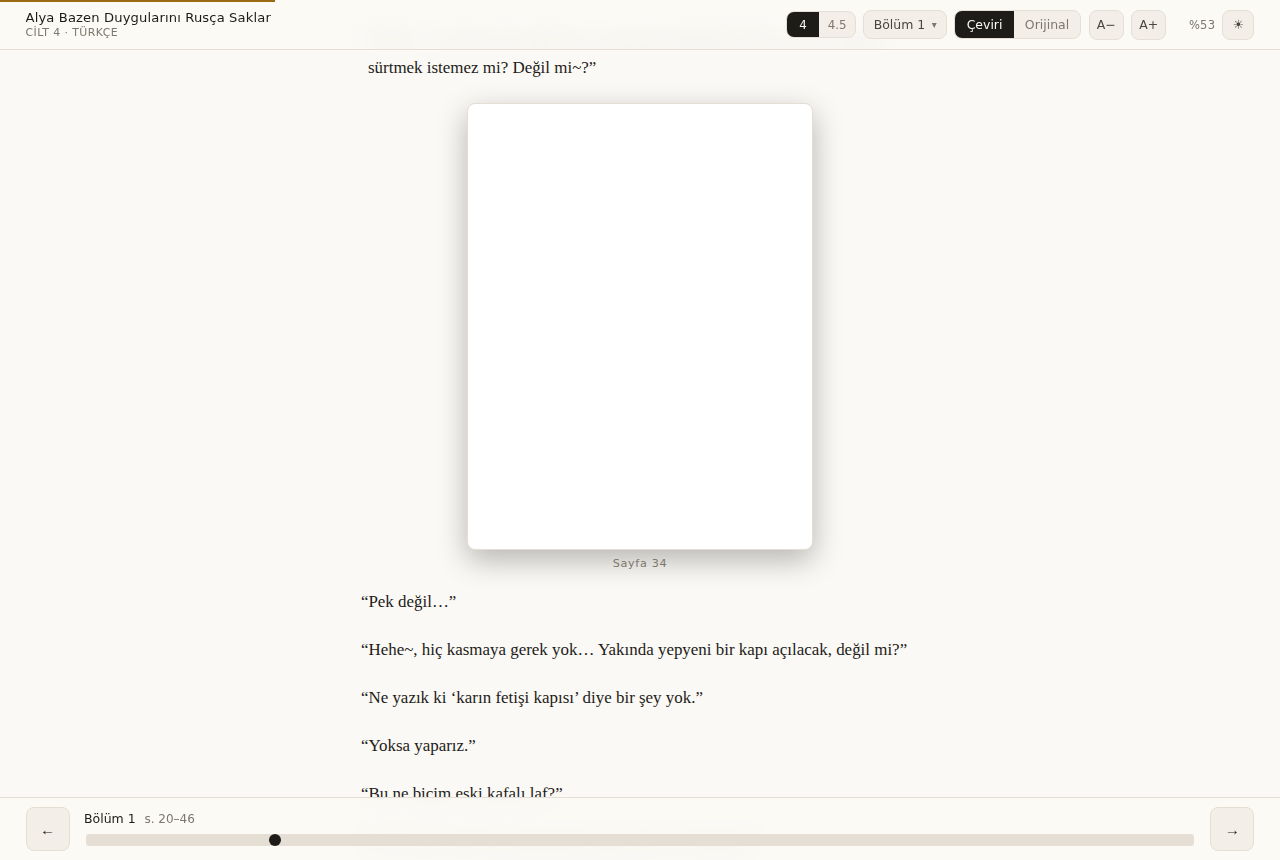 Alya Bazen Duygularını Rusça Saklar
CİLT 4 · TÜRKÇE
4
4.5
Bölüm 1 ▾
Çeviri
Orijinal
A−
A+
%53
sürtmek istemez mi? Değil mi~?”
Sayfa 34
“Pek değil…”
“Hehe~, hiç kasmaya gerek yok… Yakında yepyeni bir kapı açılacak, değil mi?”
“Ne yazık ki ‘karın fetişi kapısı’ diye bir şey yok.”
“Yoksa yaparız.”
“Bu ne biçim eski kafalı laf?”
Bölüm 1 s. 20–46